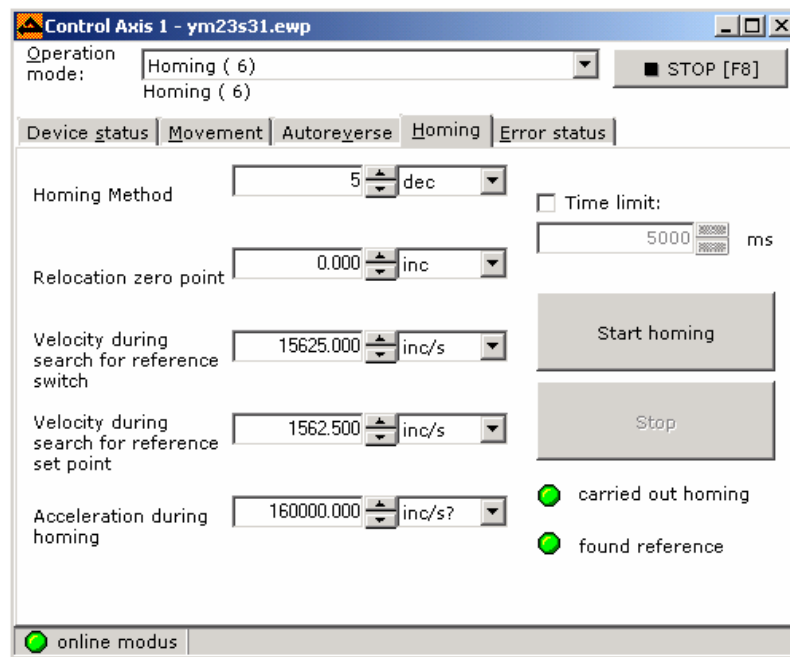 Control Axis 1 - ym23s31.ewp
Operation mode:
Homing ( 6)
STOP [F8]
Homing ( 6)
Device status
Movement
Autoreverse
Homing
Error status
Homing Method
5
dec
Time limit:
5000
ms
Relocation zero point
0.000
inc
Start homing
Velocity during
search for reference
switch
15625.000
inc/s
Velocity during
search for reference
set point
1562.500
inc/s
Stop
Acceleration during
homing
160000.000
inc/s?
carried out homing
found reference
online modus